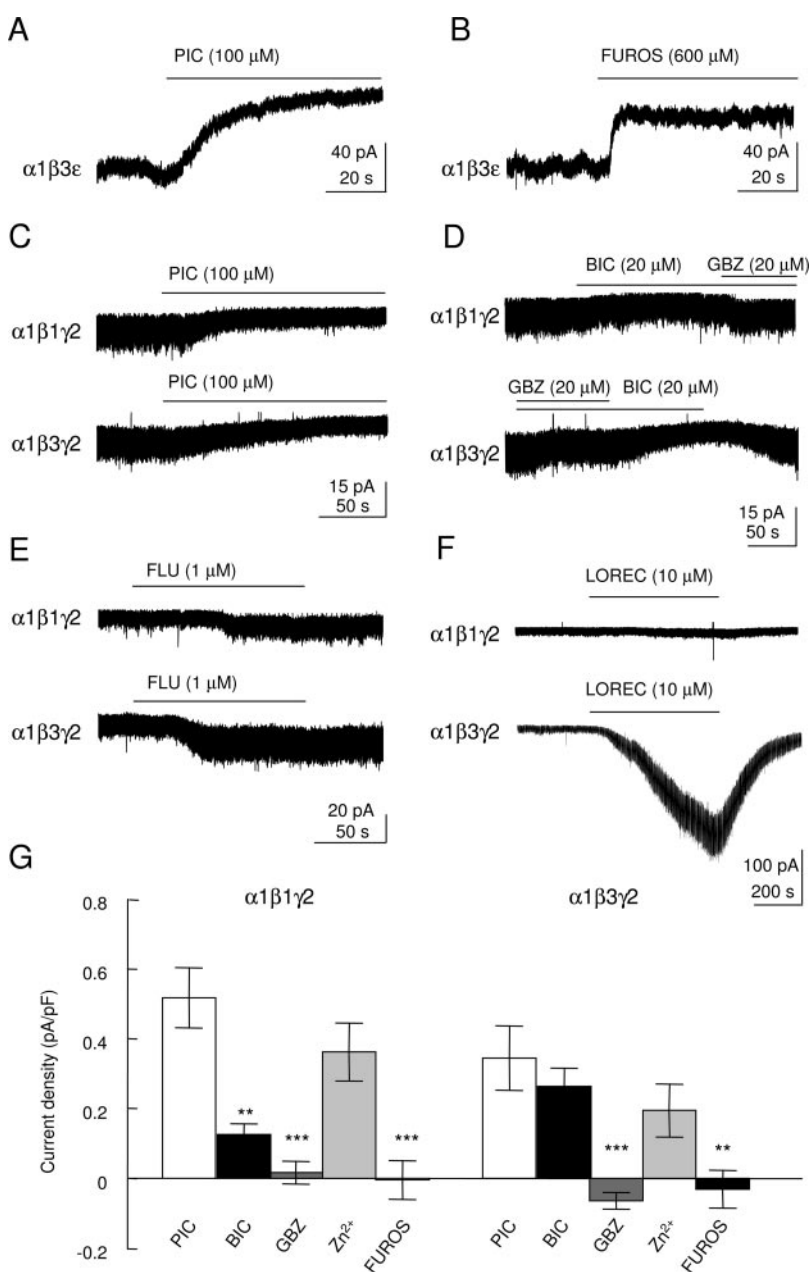 A
PIC (100 μM)
α1β3ε
40 pA
20 s
B
FUROS (600 μM)
α1β3ε
40 pA
20 s
C
PIC (100 μM)
α1β1γ2
PIC (100 μM)
α1β3γ2
15 pA
50 s
D
BIC (20 μM) GBZ (20 μM)
α1β1γ2
GBZ (20 μM) BIC (20 μM)
α1β3γ2
15 pA
50 s
E
FLU (1 μM)
α1β1γ2
FLU (1 μM)
α1β3γ2
20 pA
50 s
F
LOREC (10 μM)
α1β1γ2
LOREC (10 μM)
α1β3γ2
100 pA
200 s
G
α1β1γ2 α1β3γ2
Current density (pA/pF)
0.8
0.6
0.4
0.2
0
-0.2
** *** *** *** **
PIC BIC GBZ Zn²⁺ FUROS PIC BIC GBZ Zn²⁺ FUROS